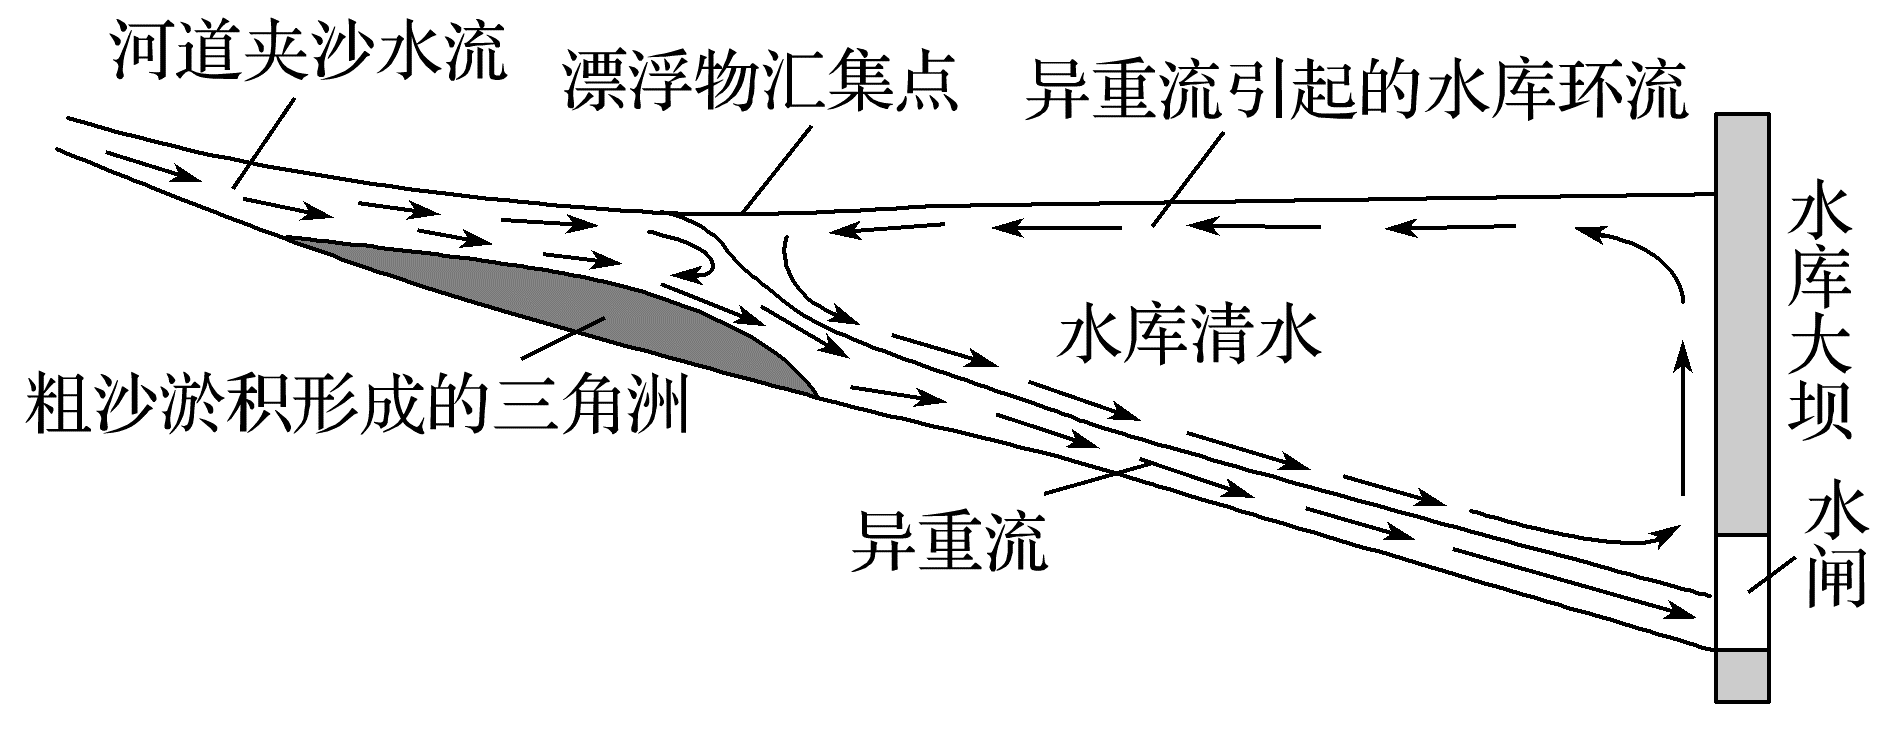 河道夹沙水流
漂浮物汇集点
异重流引起的水库环流
水库清水
粗沙淤积形成的三角洲
异重流
水库大坝
水闸